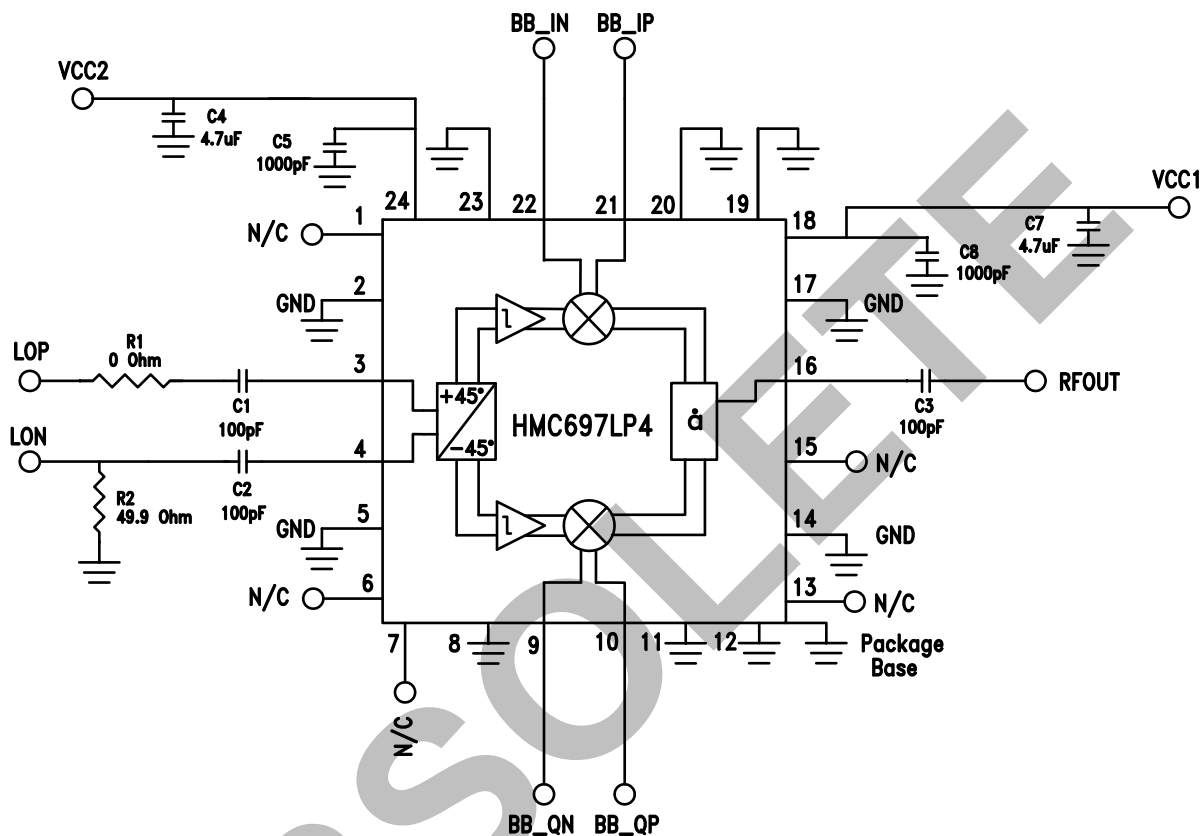 BB_IN BB_IP
VCC2
C4
4.7uF
C5
1000pF
VCC1
C7
4.7uF
C8
1000pF
24 23 22 21 20 19
N/C 1
18
GND 2
17 GND
LOP
R1
0 Ohm
C1
100pF
3
16
C3
100pF
RFOUT
+45°
-45°
HMC697LP4
å
LON
R2
49.9 Ohm
C2
100pF
4
15 N/C
GND 5
14 GND
N/C 6
13 N/C
7 8 9 10 11 12
Package
Base
N/C
BB_QN BB_QP
OBSOLETE